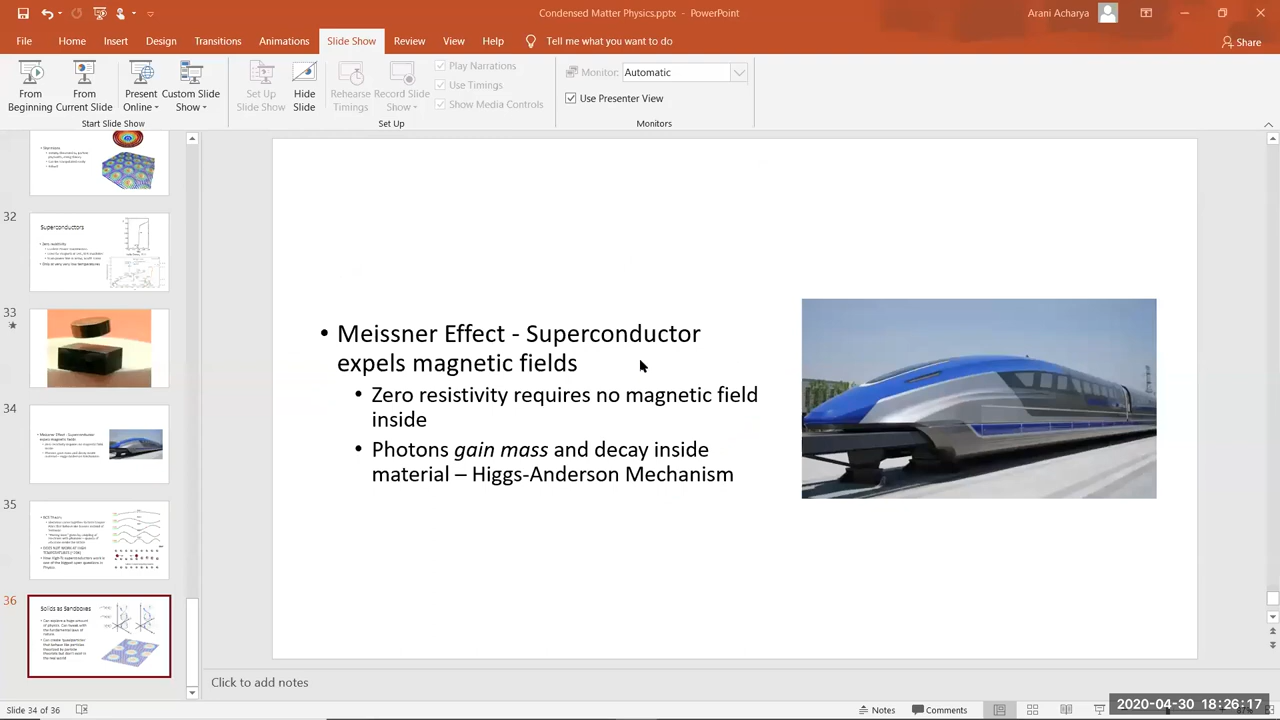 Condensed Matter Physics.pptx - PowerPoint
Arani Acharya
File Home Insert Design Transitions Animations Slide Show Review View Help Tell me what you want to do Share
From Beginning
From Current Slide
Present Online
Custom Slide Show
Start Slide Show
Set Up Slide Show
Hide Slide
Rehearse Timings
Record Slide Show
Play Narrations
Use Timings
Show Media Controls
Set Up
Monitor: Automatic
Use Presenter View
Monitors
32
Superconductors
33
34
35
36
Solids as Sandboxes
• Meissner Effect - Superconductor
expels magnetic fields
• Zero resistivity requires no magnetic field
inside
• Photons gain mass and decay inside
material – Higgs-Anderson Mechanism
Click to add notes
Slide 34 of 36
Notes
Comments
2020-04-30 18:26:17